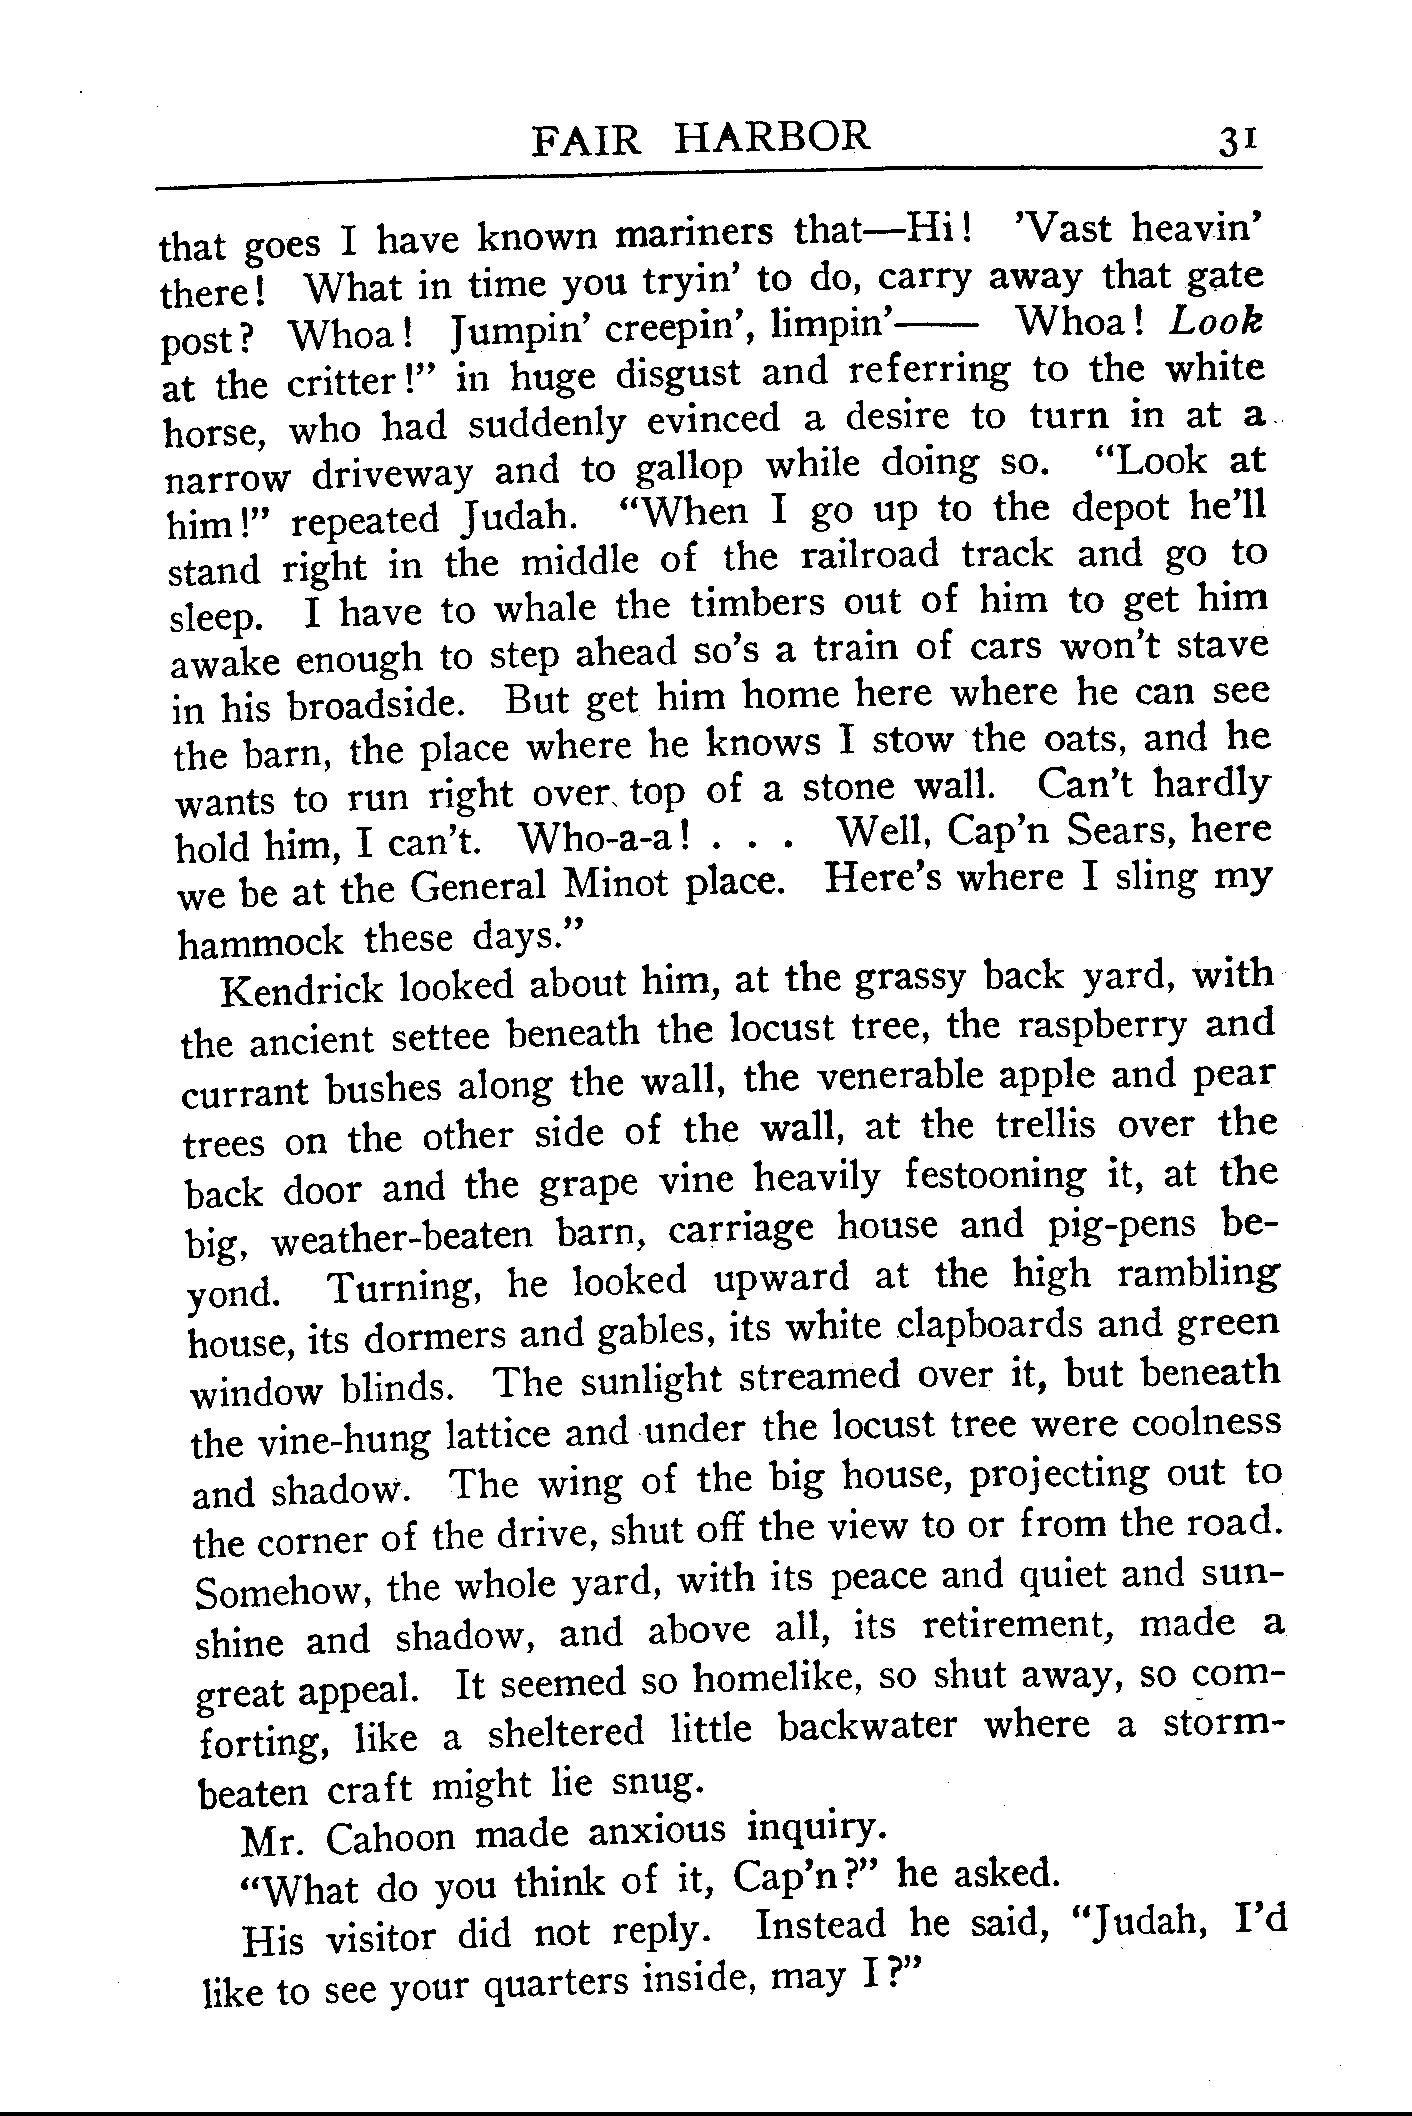 FAIR HARBOR 31
that goes I have known mariners that—Hi! ’Vast heavin’
there! What in time you tryin’ to do, carry away that gate
post? Whoa! Jumpin’ creepin’, limpin’—— Whoa! Look
at the critter!” in huge disgust and referring to the white
horse, who had suddenly evinced a desire to turn in at a
narrow driveway and to gallop while doing so. “Look at
him!” repeated Judah. “When I go up to the depot he’ll
stand right in the middle of the railroad track and go to
sleep. I have to whale the timbers out of him to get him
awake enough to step ahead so’s a train of cars won’t stave
in his broadside. But get him home here where he can see
the barn, the place where he knows I stow the oats, and he
wants to run right over top of a stone wall. Can’t hardly
hold him, I can’t. Who-a-a! . . . Well, Cap’n Sears, here
we be at the General Minot place. Here’s where I sling my
hammock these days.”
Kendrick looked about him, at the grassy back yard, with
the ancient settee beneath the locust tree, the raspberry and
currant bushes along the wall, the venerable apple and pear
trees on the other side of the wall, at the trellis over the
back door and the grape vine heavily festooning it, at the
big, weather-beaten barn, carriage house and pig-pens be-
yond. Turning, he looked upward at the high rambling
house, its dormers and gables, its white clapboards and green
window blinds. The sunlight streamed over it, but beneath
the vine-hung lattice and under the locust tree were coolness
and shadow. The wing of the big house, projecting out to
the corner of the drive, shut off the view to or from the road.
Somehow, the whole yard, with its peace and quiet and sun-
shine and shadow, and above all, its retirement, made a
great appeal. It seemed so homelike, so shut away, so com-
forting, like a sheltered little backwater where a storm-
beaten craft might lie snug.
Mr. Cahoon made anxious inquiry.
“What do you think of it, Cap’n?” he asked.
His visitor did not reply. Instead he said, “Judah, I’d
like to see your quarters inside, may I?”